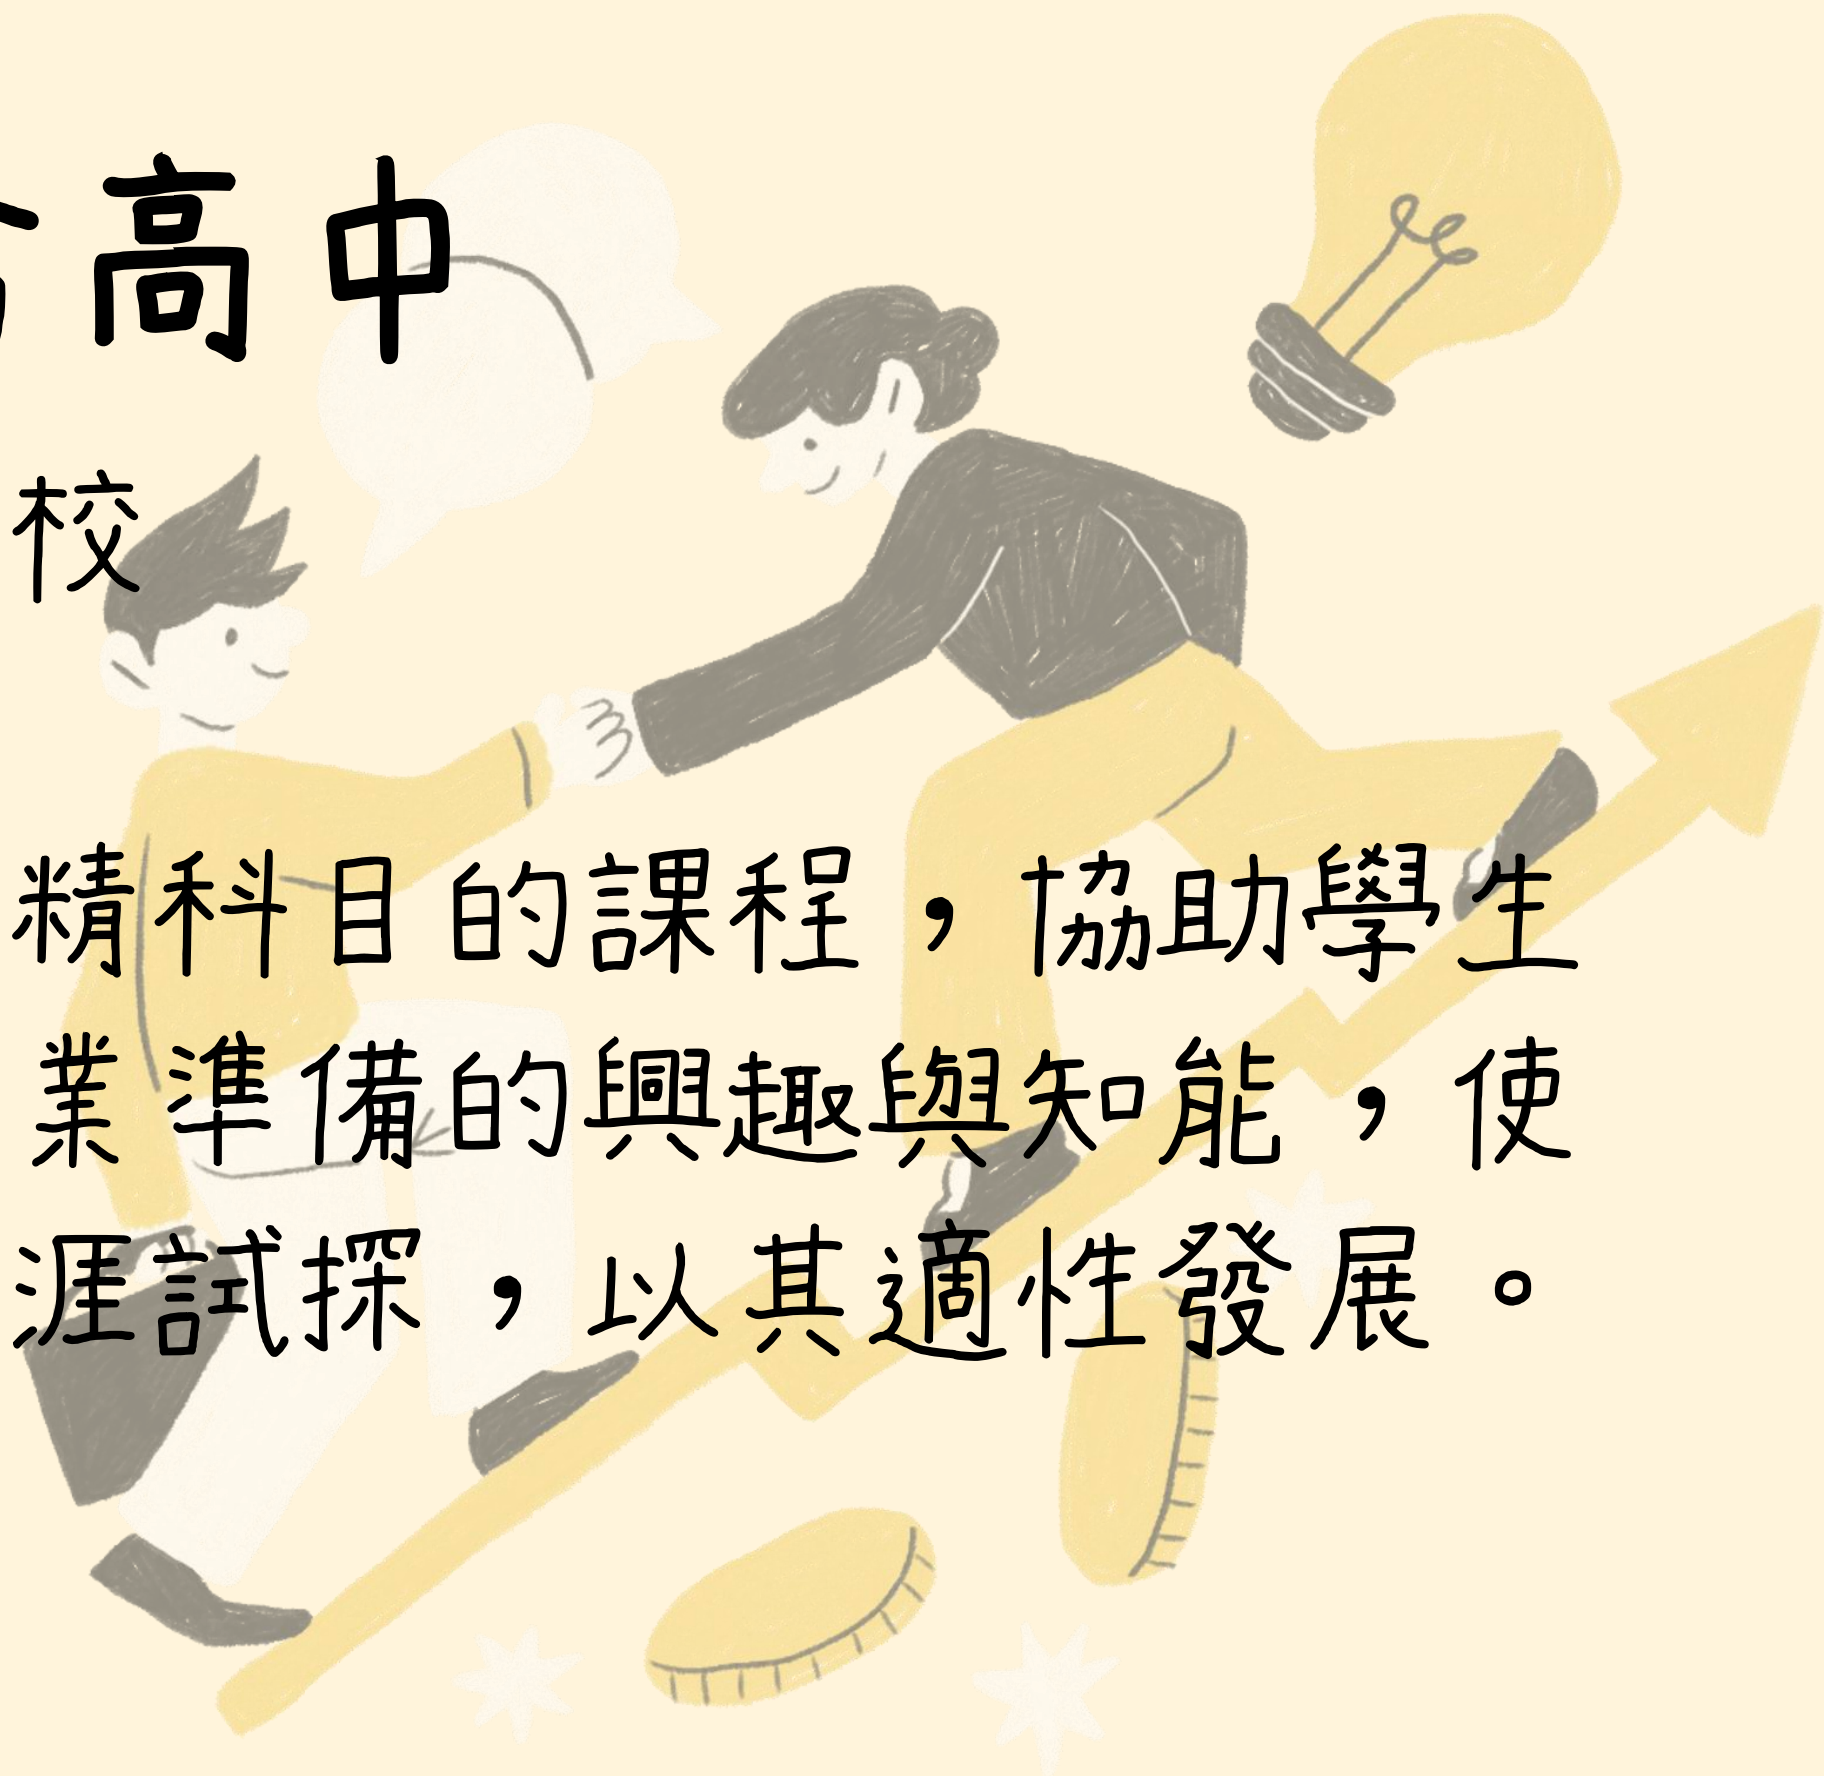 高中
校
精科目的課程，協助學生
業準備的興趣與知能，使
涯試探，以其適性發展。